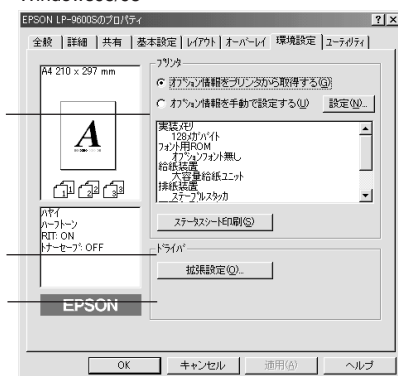 EPSON LP-9600Sのプロパティ
全般 詳細 共有 基本設定 レイアウト オーバーレイ 環境設定 ユーティリティ
A4 210 x 297 mm
A
1 1 2 2 3 3
ハヤイ
ハーフトーン
RIT: ON
トナーセーブ: OFF
EPSON
プリンタ
オプション情報をプリンタから取得する(G)
オプション情報を手動で設定する(U) 設定(N)...
実装メモリ
128メガバイト
フォント用ROM
オプションフォント無し
給紙装置
大容量給紙ユニット
排紙装置
ステープルスタッカ
ステータスシート印刷(S)
ドライバ
拡張設定(O)...
OK キャンセル 適用(A) ヘルプ